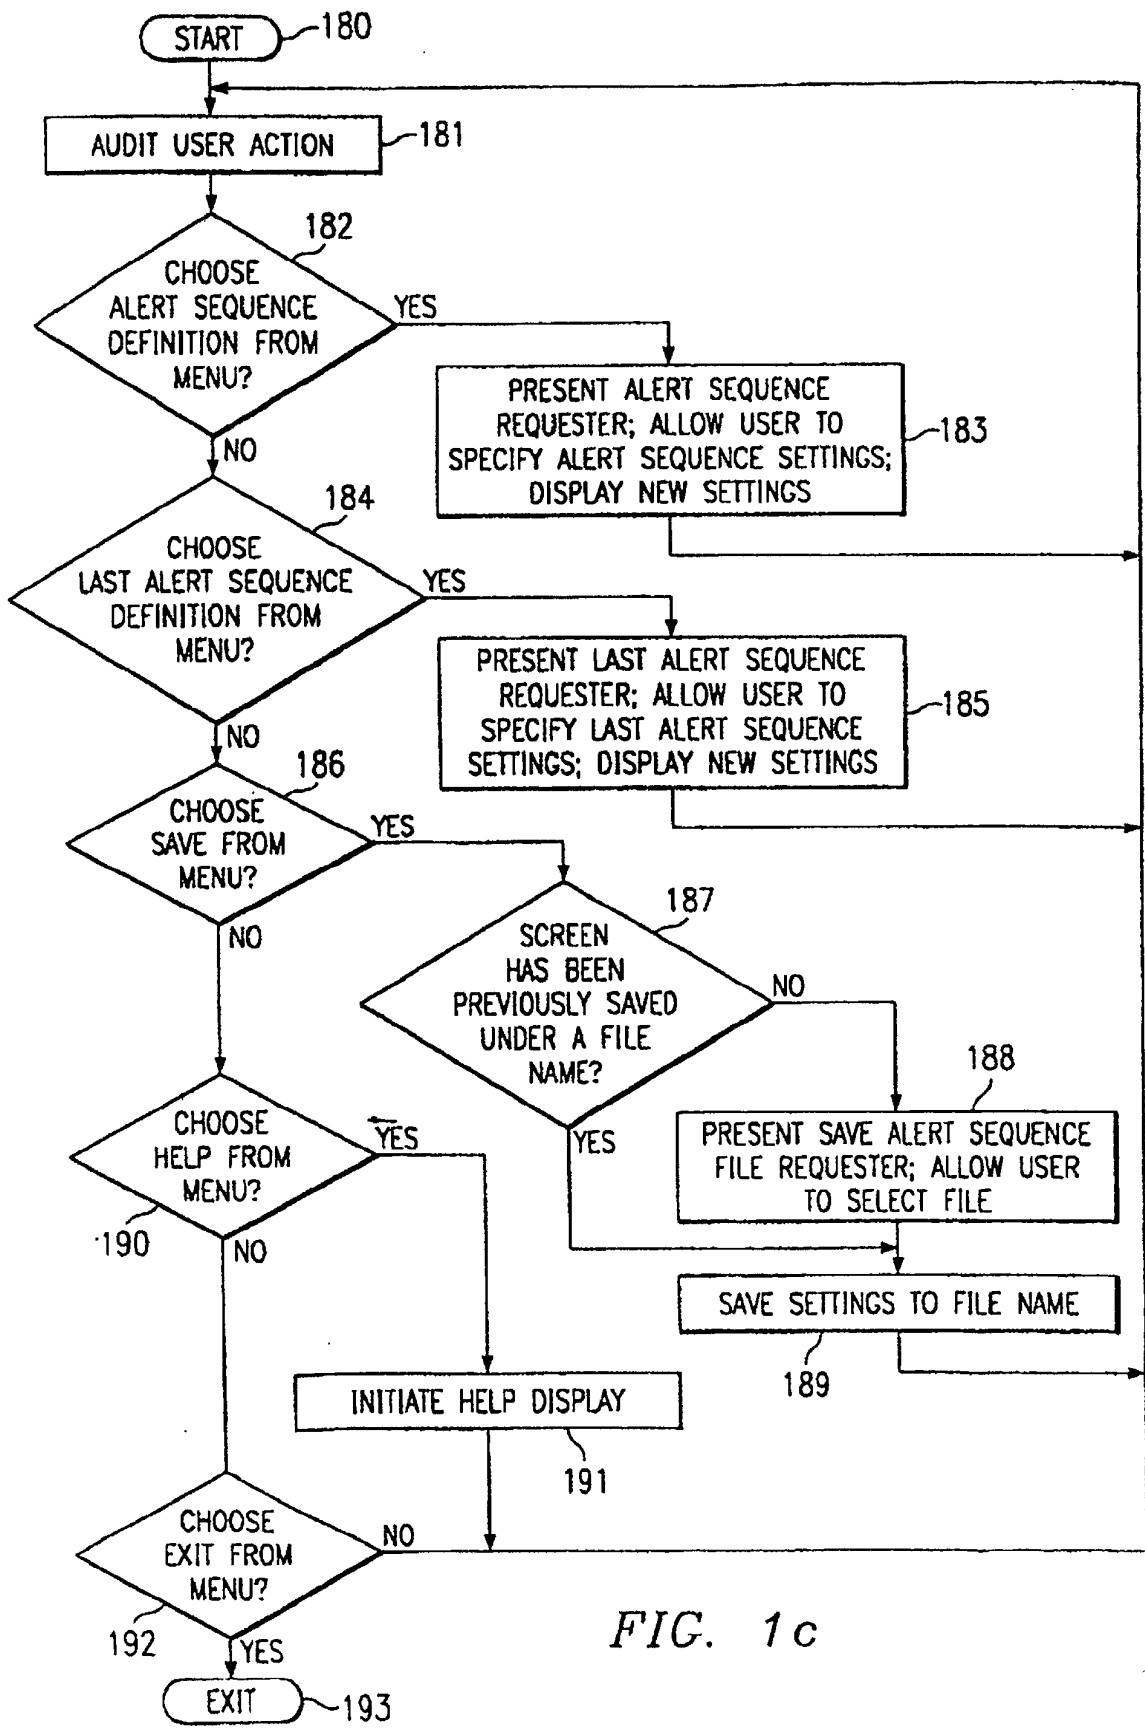 START
180
AUDIT USER ACTION
181
182
CHOOSE
ALERT SEQUENCE
DEFINITION FROM
MENU?
YES
NO
PRESENT ALERT SEQUENCE
REQUESTER; ALLOW USER TO
SPECIFY ALERT SEQUENCE SETTINGS;
DISPLAY NEW SETTINGS
183
184
CHOOSE
LAST ALERT SEQUENCE
DEFINITION FROM
MENU?
YES
NO
PRESENT LAST ALERT SEQUENCE
REQUESTER; ALLOW USER TO
SPECIFY LAST ALERT SEQUENCE
SETTINGS; DISPLAY NEW SETTINGS
185
186
CHOOSE
SAVE FROM
MENU?
YES
NO
187
SCREEN
HAS BEEN
PREVIOUSLY SAVED
UNDER A FILE
NAME?
NO
YES
188
PRESENT SAVE ALERT SEQUENCE
FILE REQUESTER; ALLOW USER
TO SELECT FILE
SAVE SETTINGS TO FILE NAME
189
CHOOSE
HELP FROM
MENU?
YES
190
NO
INITIATE HELP DISPLAY
191
CHOOSE
EXIT FROM
MENU?
NO
192
YES
EXIT
193
FIG. 1c